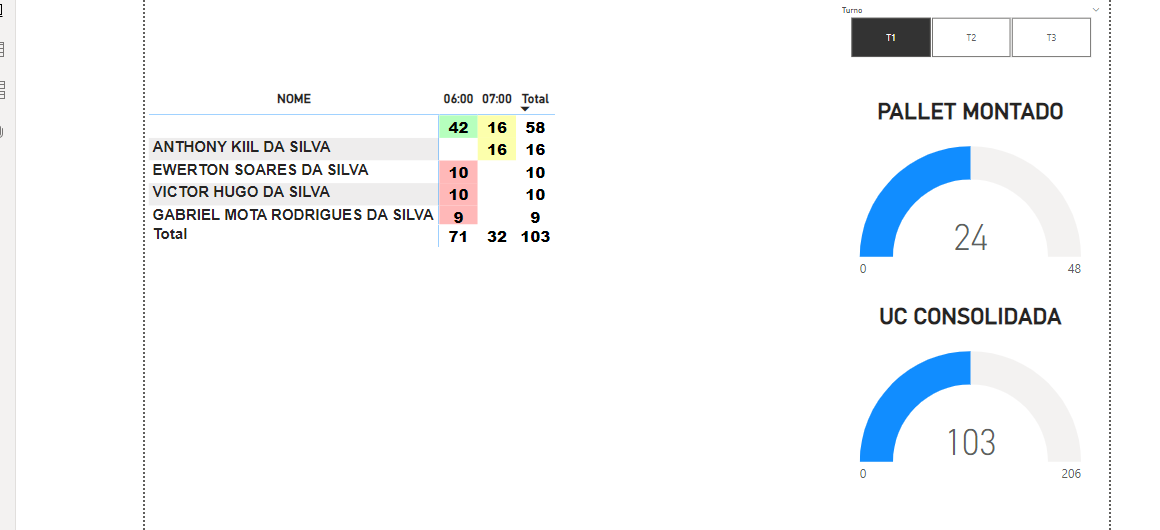 Turno
T1 T2 T3
NOME 06:00 07:00 Total
42 16 58
ANTHONY KIIL DA SILVA 16 16
EWERTON SOARES DA SILVA 10 10
VICTOR HUGO DA SILVA 10 10
GABRIEL MOTA RODRIGUES DA SILVA 9 9
Total 71 32 103
PALLET MONTADO
24
0 48
UC CONSOLIDADA
103
0 206